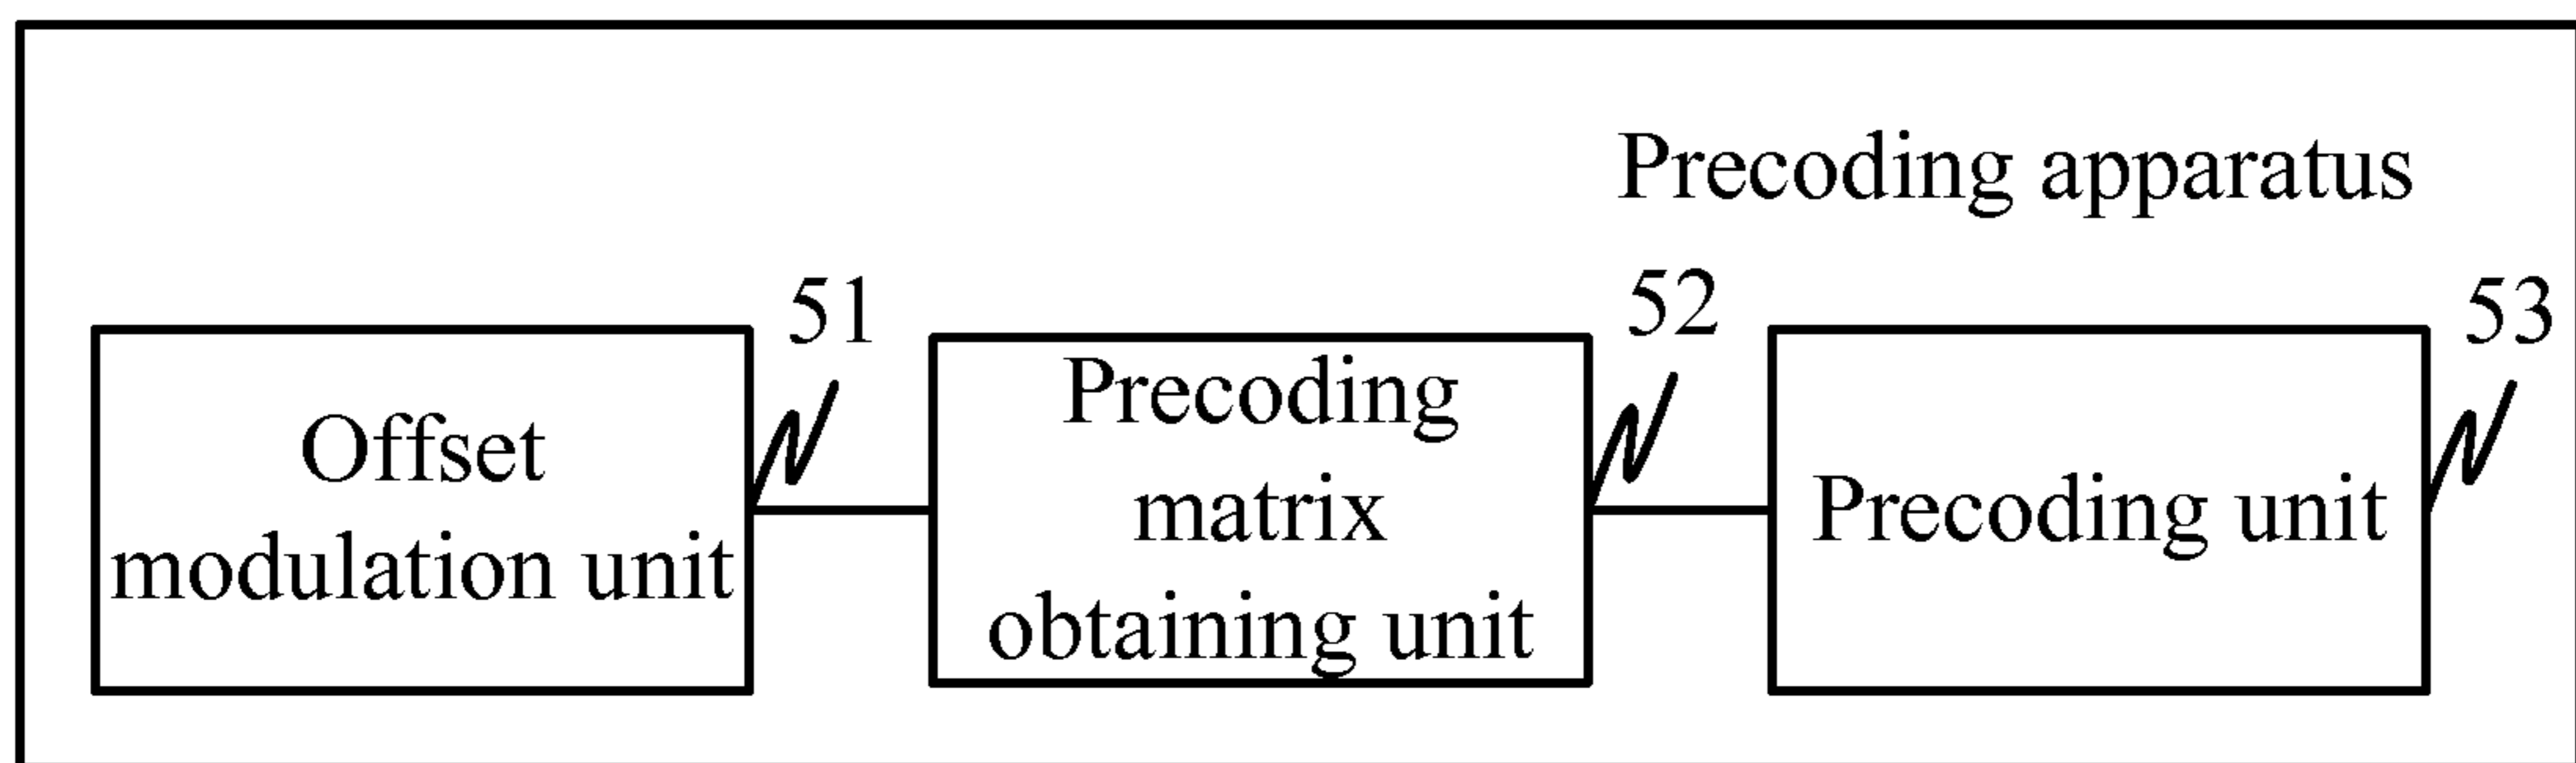 Precoding apparatus
51
52
53
Offset
modulation unit
Precoding
matrix
obtaining unit
Precoding unit